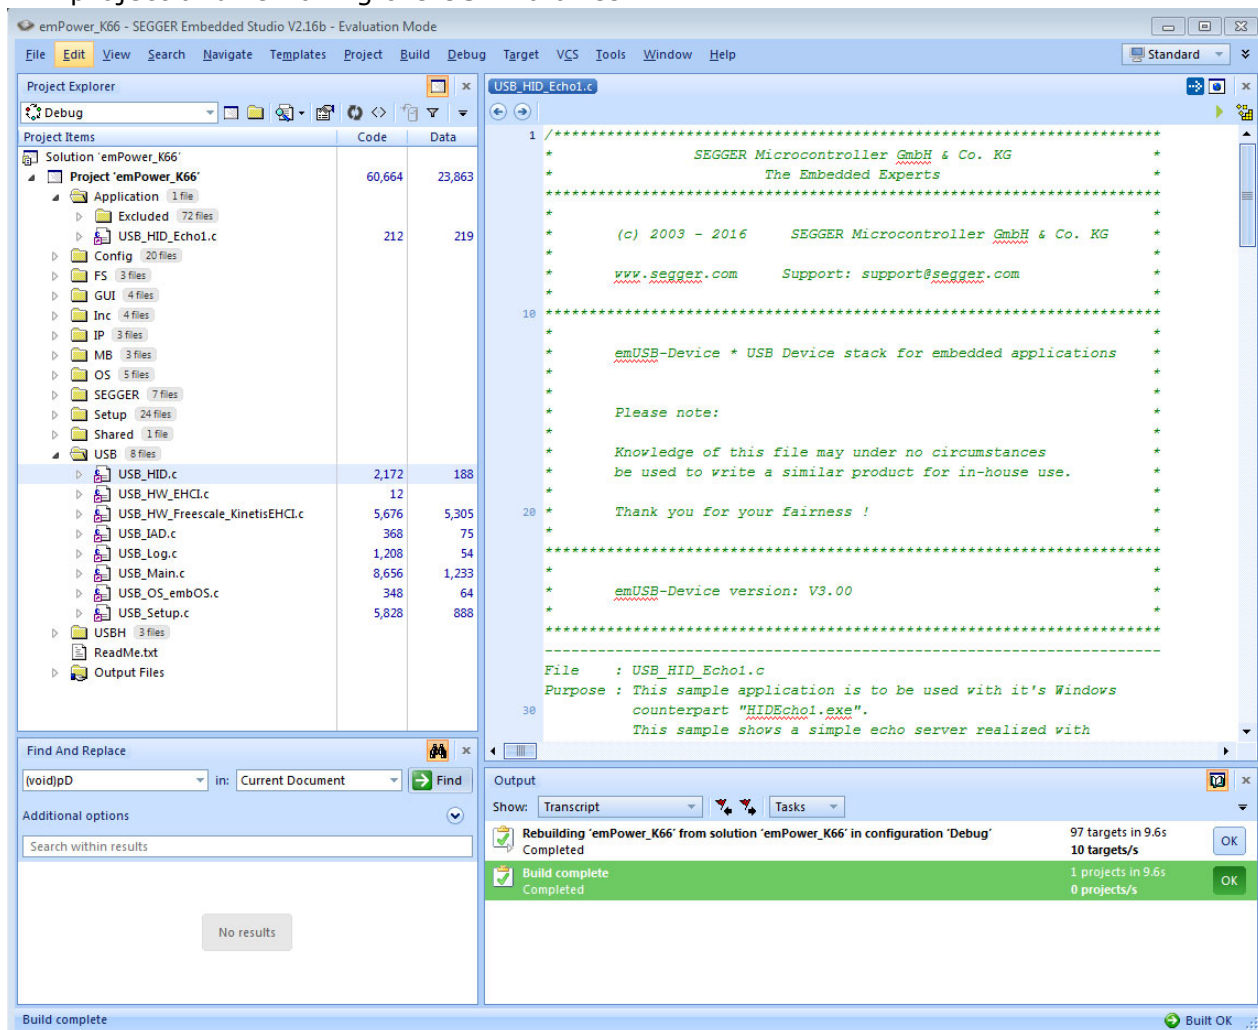 emPower_K66 - SEGGER Embedded Studio V2.16b - Evaluation Mode
File Edit View Search Navigate Templates Project Build Debug Target VCS Tools Window Help Standard
Project Explorer
Debug
Project Items Code Data
Solution 'emPower_K66'
Project 'emPower_K66' 60,664 23,863
Application 1 file
Excluded 72 files
USB_HID_Echo1.c 212 219
Config 20 files
FS 3 files
GUI 4 files
Inc 4 files
IP 3 files
MB 3 files
OS 5 files
SEGGER 7 files
Setup 24 files
Shared 1 file
USB 8 files
USB_HID.c 2,172 188
USB_HW_EHCI.c 12
USB_HW_Freescale_KinetisEHCI.c 5,676 5,305
USB_IAD.c 368 75
USB_Log.c 1,208 54
USB_Main.c 8,656 1,233
USB_OS_embOS.c 348 64
USB_Setup.c 5,828 888
USBH 3 files
ReadMe.txt
Output Files
Find And Replace
(void)pD in: Current Document Find
Additional options
Search within results
No results
USB_HID_Echo1.c
1 /*********************************************************************
* SEGGER Microcontroller GmbH & Co. KG *
* The Embedded Experts *
**********************************************************************
* *
* (c) 2003 - 2016 SEGGER Microcontroller GmbH & Co. KG *
* *
* www.segger.com Support: support@segger.com *
* *
10 **********************************************************************
* *
* emUSB-Device * USB Device stack for embedded applications *
* *
* *
* Please note: *
* *
* Knowledge of this file may under no circumstances *
* be used to write a similar product for in-house use. *
* *
20 * Thank you for your fairness ! *
* *
**********************************************************************
* *
* emUSB-Device version: V3.00 *
* *
**********************************************************************
----------------------------------------------------------------------
File : USB_HID_Echo1.c
Purpose : This sample application is to be used with it's Windows
30 counterpart "HIDEcho1.exe".
This sample shows a simple echo server realized with
Output
Show: Transcript Tasks
Rebuilding 'emPower_K66' from solution 'emPower_K66' in configuration 'Debug' 97 targets in 9.6s OK
Completed 10 targets/s
Build complete 1 projects in 9.6s OK
Completed 0 projects/s
Build complete Built OK